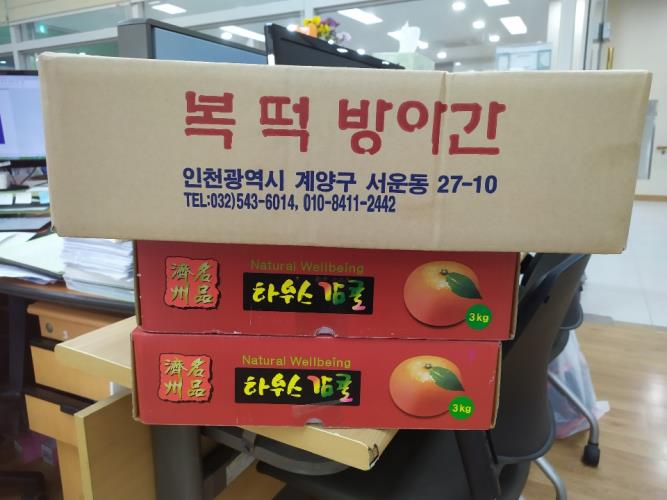 복 떡 방아간
인천광역시 계양구 서운동 27-10
TEL:032)543-6014, 010-8411-2442
濟州
名品
Natural Wellbeing
하우스 감귤
3kg
濟州
名品
Natural Wellbeing
하우스 감귤
3kg